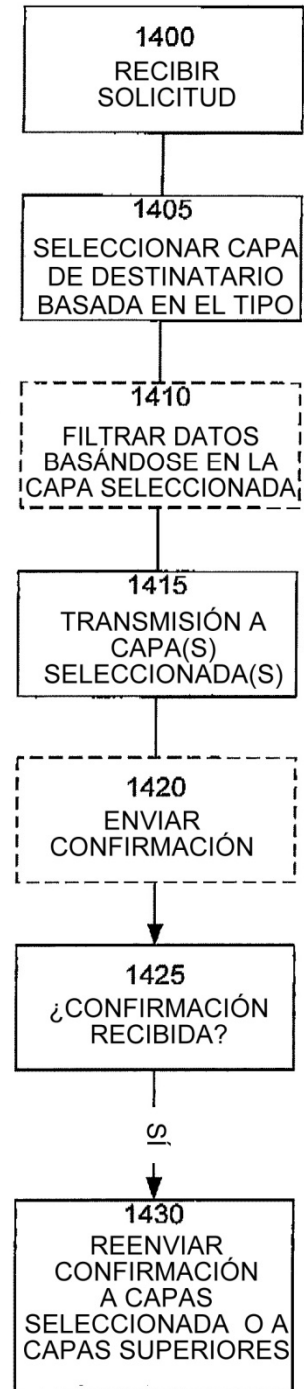 1400
RECIBIR
SOLICITUD
1405
SELECCIONAR CAPA
DE DESTINATARIO
BASADA EN EL TIPO
1410
FILTRAR DATOS
BASÁNDOSE EN LA
CAPA SELECCIONADA
1415
TRANSMISIÓN A
CAPA(S)
SELECCIONADA(S)
1420
ENVIAR
CONFIRMACIÓN
1425
¿CONFIRMACIÓN
RECIBIDA?
SÍ
1430
REENVIAR
CONFIRMACIÓN
A CAPAS
SELECCIONADA O A
CAPAS SUPERIORES